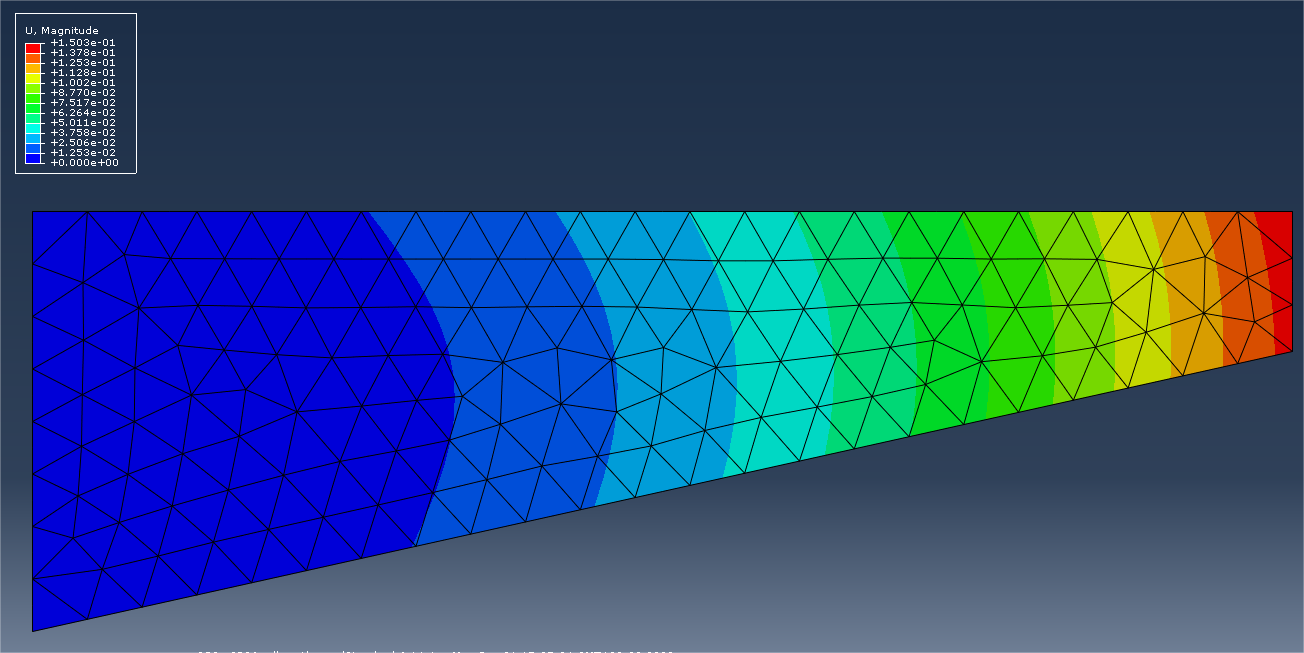 U, Magnitude
+1.503e-01
+1.378e-01
+1.253e-01
+1.128e-01
+1.002e-01
+8.770e-02
+7.517e-02
+6.264e-02
+5.011e-02
+3.758e-02
+2.506e-02
+1.253e-02
+0.000e+00